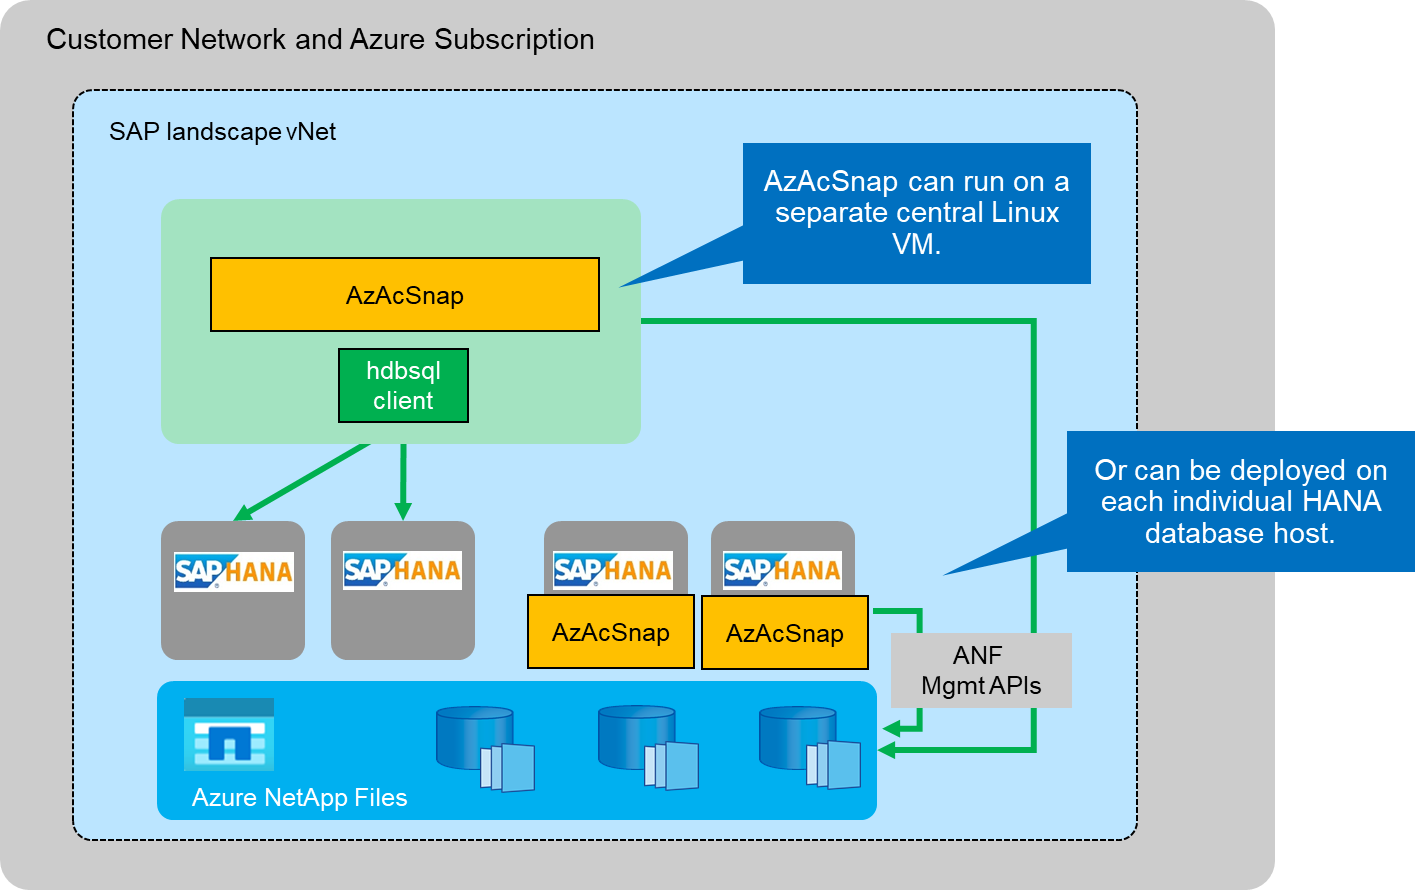 Customer Network and Azure Subscription
SAP landscape vNet
AzAcSnap can run on a
separate central Linux
VM.
AzAcSnap
hdbsql
client
Or can be deployed on
each individual HANA
database host.
SAP HANA
SAP HANA
SAP HANA
SAP HANA
AzAcSnap
AzAcSnap
ANF
Mgmt APIs
Azure NetApp Files